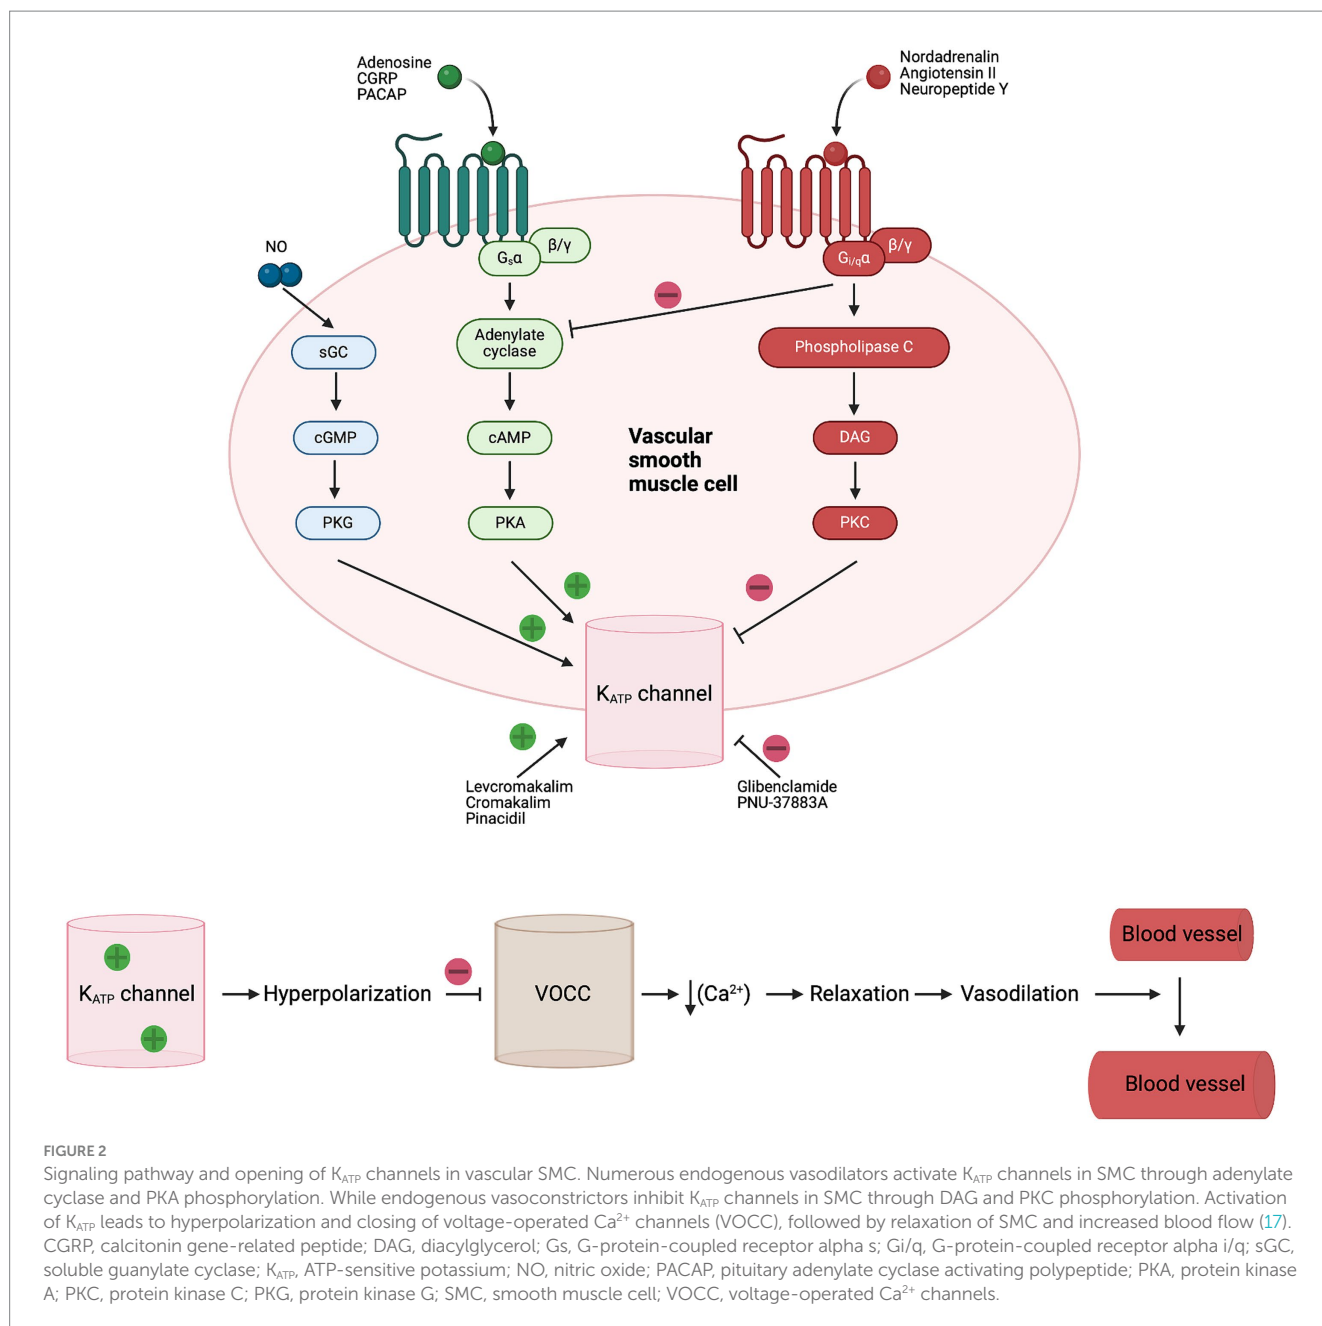 Adenosine
CGRP
PACAP
Nordadrenalin
Angiotensin II
Neuropeptide Y
NO
Gsα
β/γ
Gi/qα
β/γ
sGC
Adenylate
cyclase
Phospholipase C
cGMP
cAMP
Vascular
smooth
muscle cell
DAG
PKG
PKA
PKC
KATP channel
Levcromakalim
Cromakalim
Pinacidil
Glibenclamide
PNU-37883A
KATP channel
Hyperpolarization
VOCC
(Ca²⁺)
Relaxation
Vasodilation
Blood vessel
Blood vessel
FIGURE 2
Signaling pathway and opening of KATP channels in vascular SMC. Numerous endogenous vasodilators activate KATP channels in SMC through adenylate
cyclase and PKA phosphorylation. While endogenous vasoconstrictors inhibit KATP channels in SMC through DAG and PKC phosphorylation. Activation
of KATP leads to hyperpolarization and closing of voltage-operated Ca²⁺ channels (VOCC), followed by relaxation of SMC and increased blood flow (17).
CGRP, calcitonin gene-related peptide; DAG, diacylglycerol; Gs, G-protein-coupled receptor alpha s; Gi/q, G-protein-coupled receptor alpha i/q; sGC,
soluble guanylate cyclase; KATP, ATP-sensitive potassium; NO, nitric oxide; PACAP, pituitary adenylate cyclase activating polypeptide; PKA, protein kinase
A; PKC, protein kinase C; PKG, protein kinase G; SMC, smooth muscle cell; VOCC, voltage-operated Ca²⁺ channels.